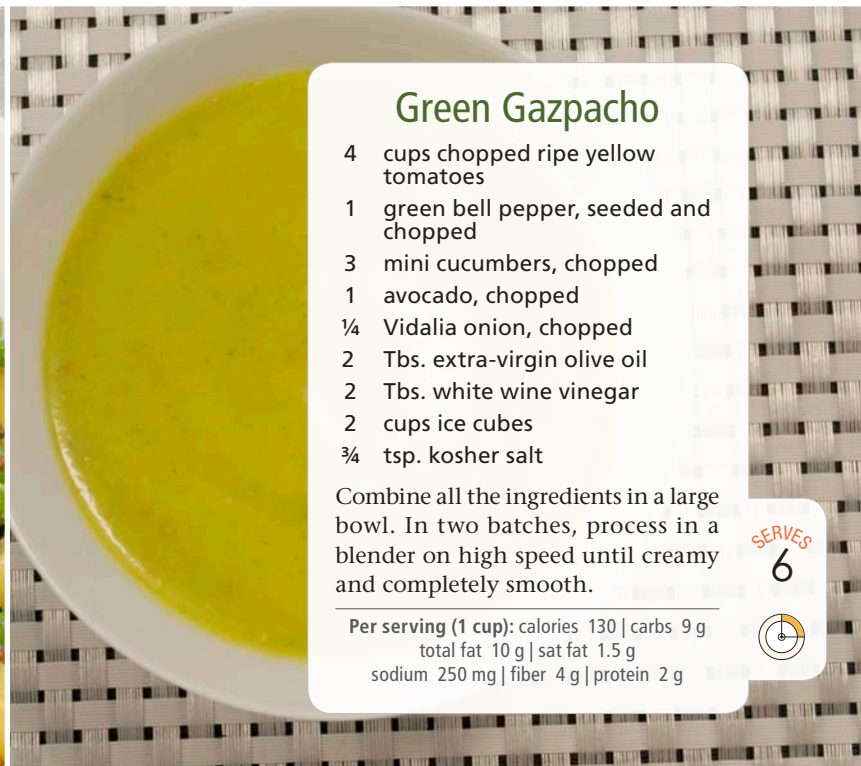 Green Gazpacho
4 cups chopped ripe yellow
tomatoes
1 green bell pepper, seeded and
chopped
3 mini cucumbers, chopped
1 avocado, chopped
¼ Vidalia onion, chopped
2 Tbs. extra-virgin olive oil
2 Tbs. white wine vinegar
2 cups ice cubes
¾ tsp. kosher salt
Combine all the ingredients in a large
bowl. In two batches, process in a
blender on high speed until creamy
and completely smooth.
Per serving (1 cup): calories 130 | carbs 9 g
total fat 10 g | sat fat 1.5 g
sodium 250 mg | fiber 4 g | protein 2 g
SERVES
6